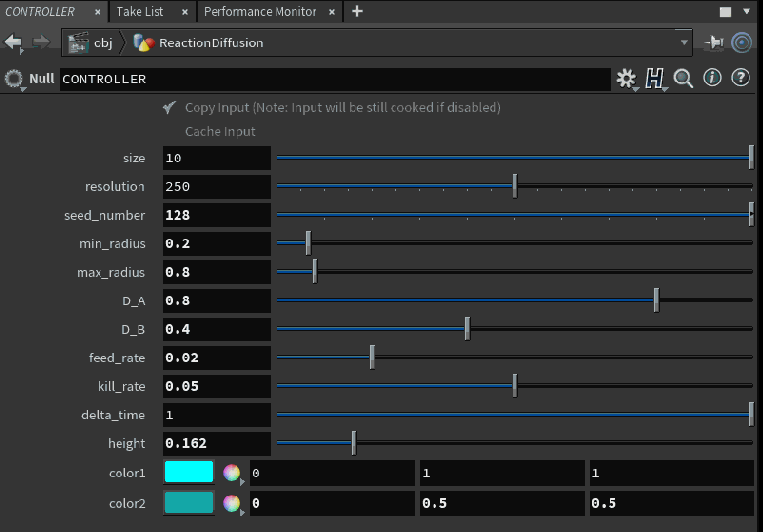 CONTROLLER × Take List × Performance Monitor × +
obj ReactionDiffusion
Null CONTROLLER
Copy Input (Note: Input will be still cooked if disabled)
Cache Input
size 10
resolution 250
seed_number 128
min_radius 0.2
max_radius 0.8
D_A 0.8
D_B 0.4
feed_rate 0.02
kill_rate 0.05
delta_time 1
height 0.162
color1 0 1 1
color2 0 0.5 0.5